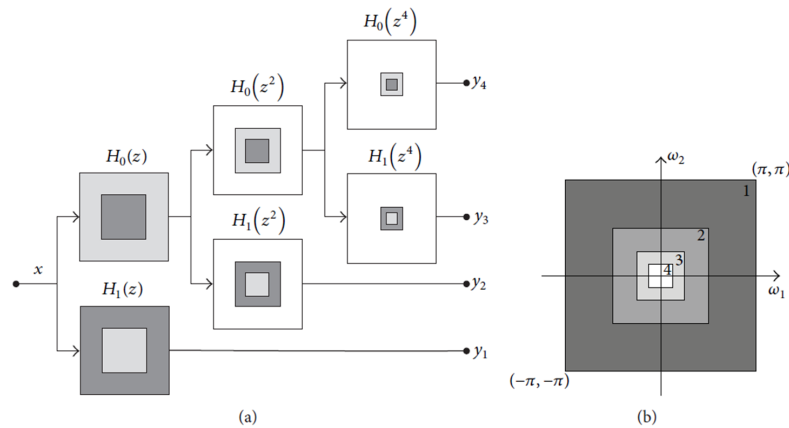 H₀(z⁴)
H₀(z²)
y₄
H₀(z)
H₁(z⁴)
H₁(z²)
y₃
x
H₁(z)
y₂
y₁
(a)
ω₂
(π, π)
1
2
3
4
ω₁
(−π, −π)
(b)